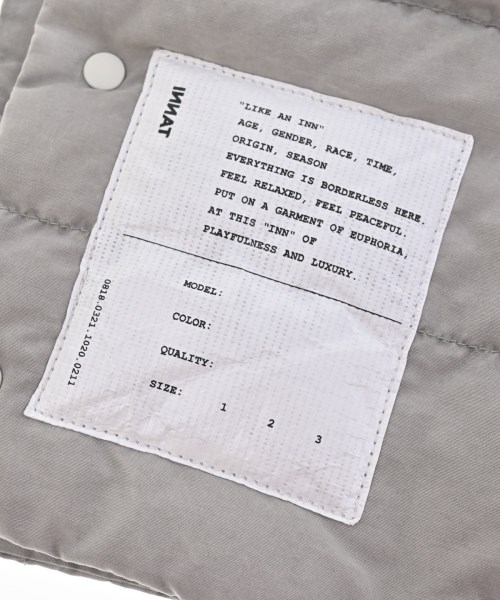 INNAT
"LIKE AN INN"
AGE, GENDER, RACE, TIME,
ORIGIN, SEASON
EVERYTHING IS BORDERLESS HERE.
FEEL RELAXED, FEEL PEACEFUL.
PUT ON A GARMENT OF EUPHORIA,
AT THIS "INN" OF
PLAYFULNESS AND LUXURY.
MODEL:
COLOR:
QUALITY:
SIZE:
1 2 3
0818.0321.1020.0211